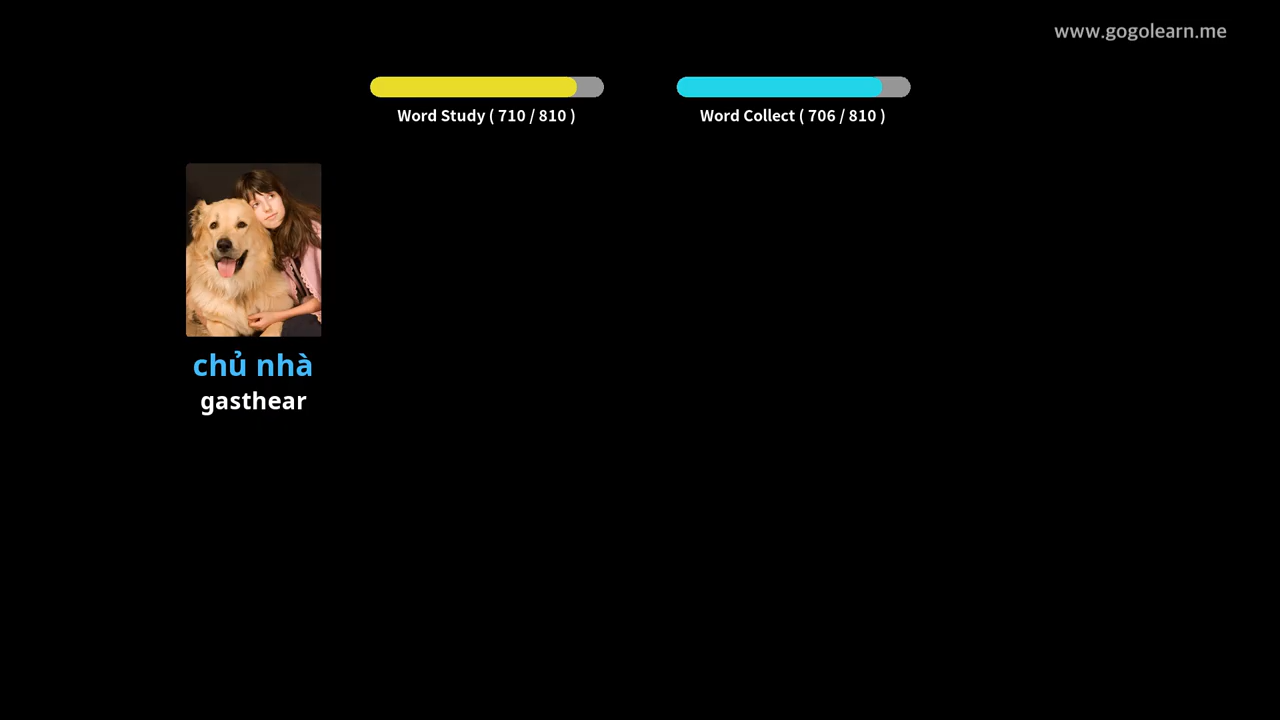 www.gogolearn.me
Word Study ( 710 / 810 )
Word Collect ( 706 / 810 )
chủ nhà
gasthear